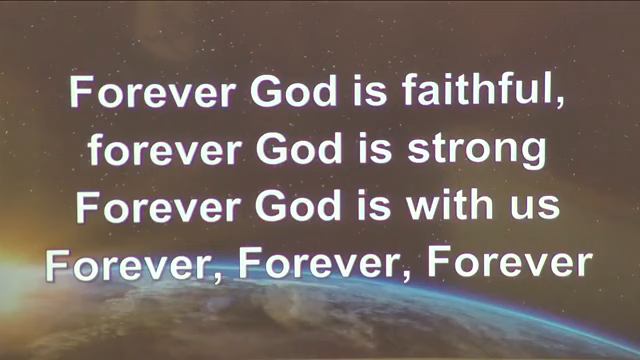 Forever God is faithful,
forever God is strong
Forever God is with us
Forever, Forever, Forever